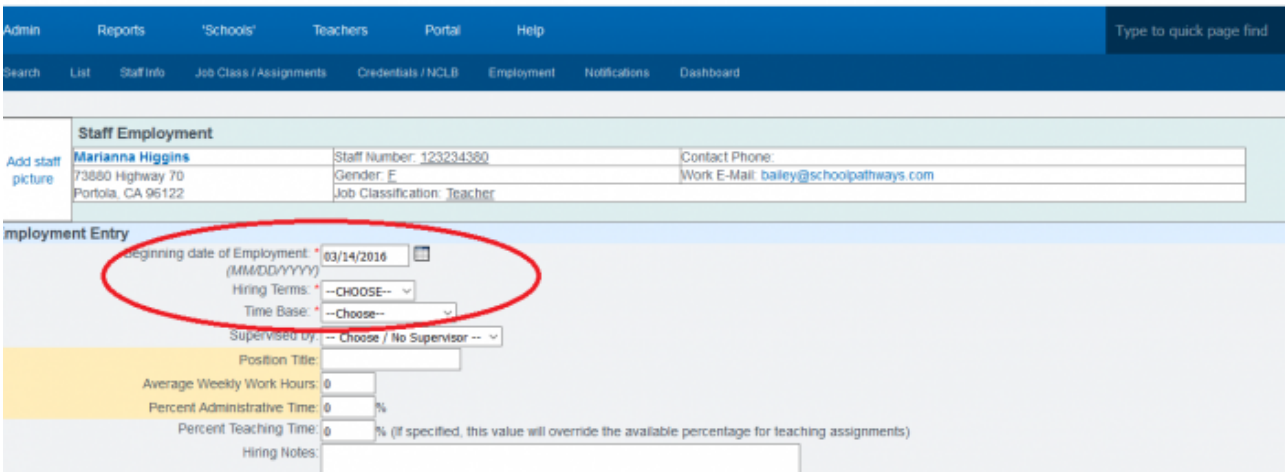 Admin Reports 'Schools' Teachers Portal Help Type to quick page find
Search List Staff Info Job Class / Assignments Credentials / NCLB Employment Notifications Dashboard
Staff Employment
Add staff picture
Marianna Higgins Staff Number: 123234380 Contact Phone:
73880 Highway 70 Gender: F Work E-Mail: bailey@schoolpathways.com
Portola, CA 96122 Job Classification: Teacher
mployment Entry
Beginning date of Employment: * 03/14/2016
(MM/DD/YYYY)
Hiring Terms: * --CHOOSE--
Time Base: * --Choose--
Supervised by: -- Choose / No Supervisor --
Position Title:
Average Weekly Work Hours: 0
Percent Administrative Time: 0 %
Percent Teaching Time: 0 % (If specified, this value will override the available percentage for teaching assignments)
Hiring Notes: